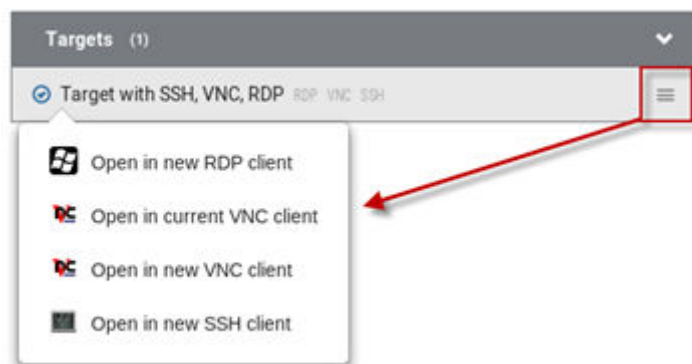 Targets (1)
Target with SSH, VNC, RDP RDP VNC SSH
Open in new RDP client
Open in current VNC client
Open in new VNC client
Open in new SSH client